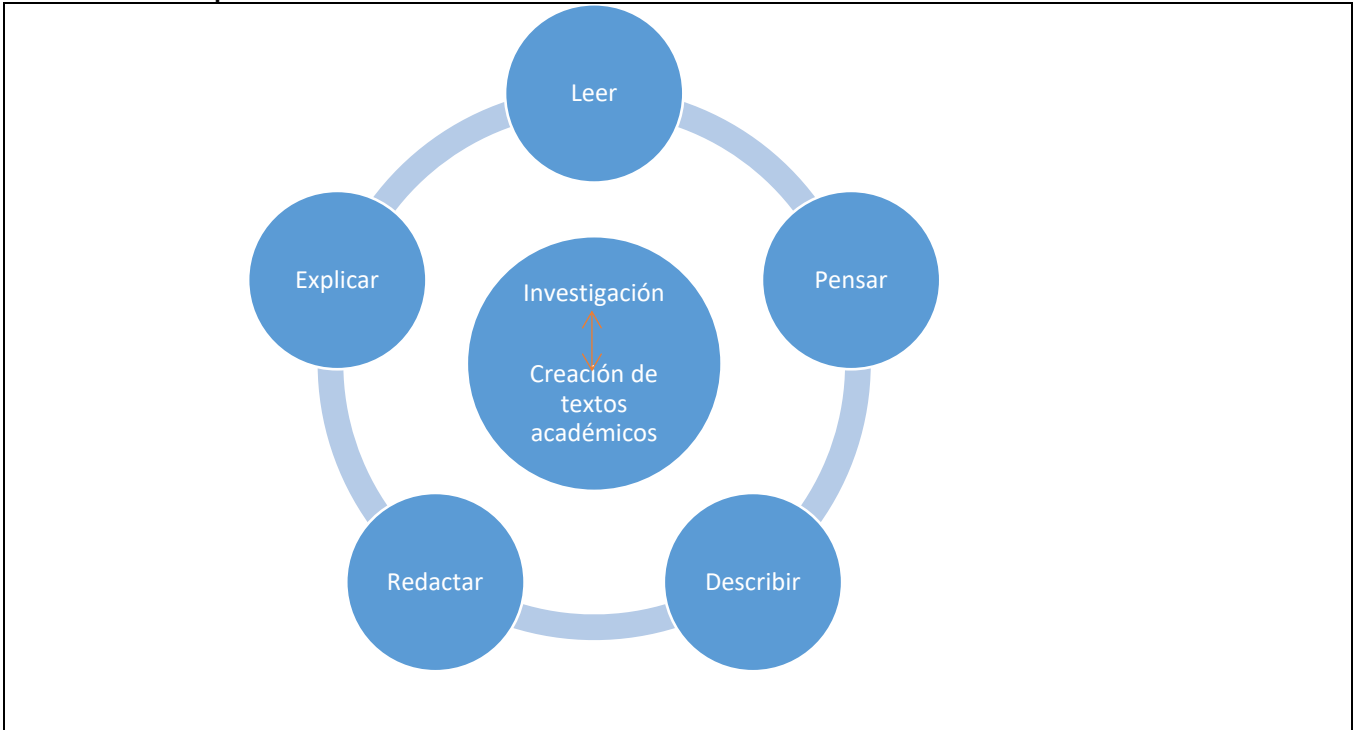 Leer
Explicar
Pensar
Investigación
Creación de
textos
académicos
Redactar
Describir